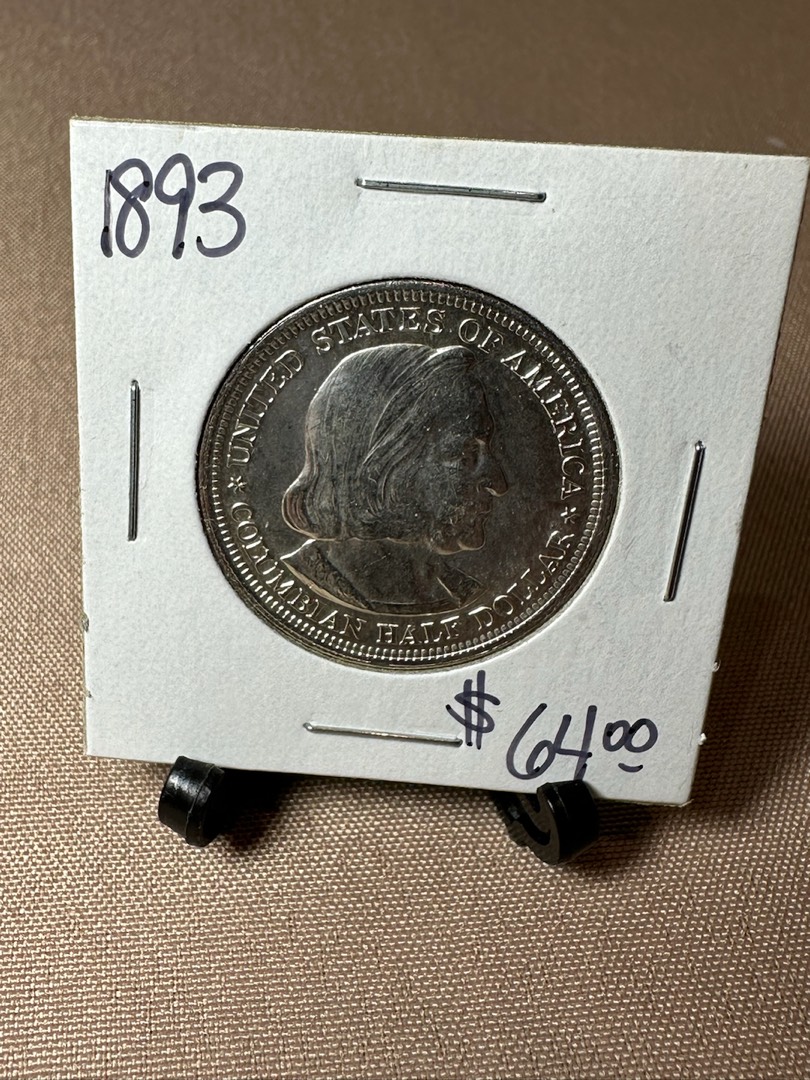 1893
* UNITED STATES OF AMERICA *
COLUMBIAN HALF DOLLAR
$ 64.00